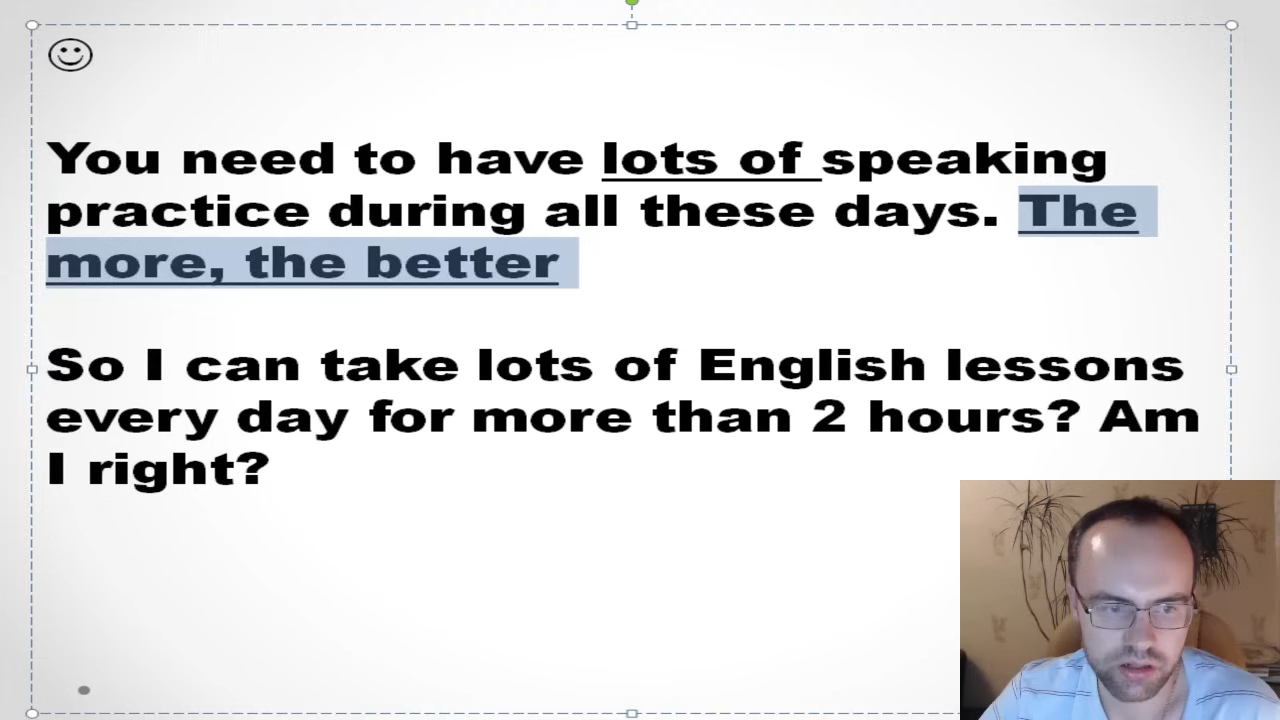 You need to have lots of speaking
practice during all these days. The
more, the better
So I can take lots of English lessons
every day for more than 2 hours? Am
I right?